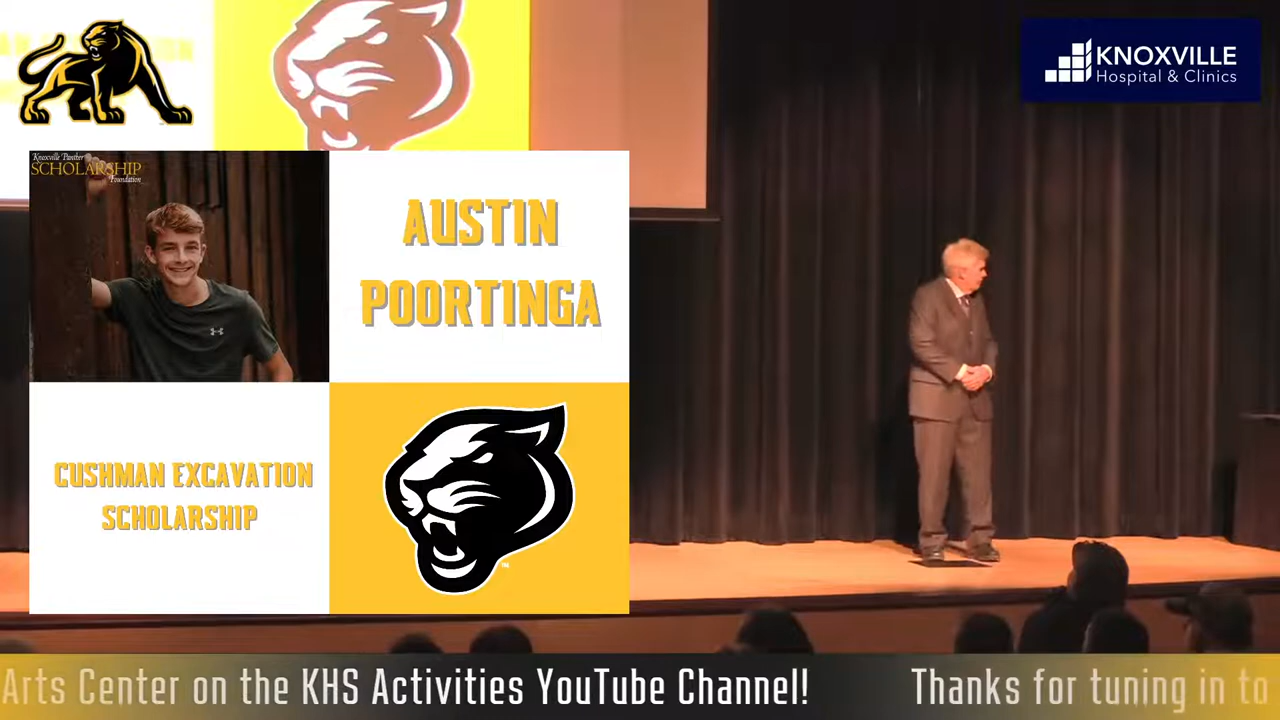 KNOXVILLE
Hospital & Clinics
Knoxville Panther
SCHOLARSHIP
Foundation
AUSTIN
POORTINGA
CUSHMAN EXCAVATION
SCHOLARSHIP
TM
Arts Center on the KHS Activities YouTube Channel! Thanks for tuning in to